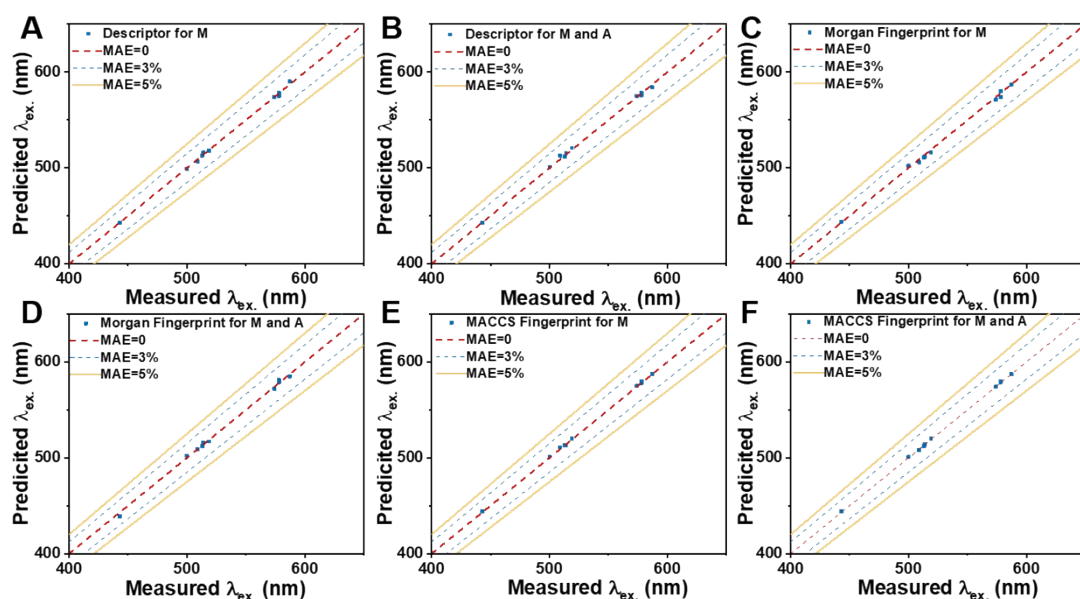 A
Descriptor for M
MAE=0
MAE=3%
MAE=5%
Predicited λex. (nm)
600
500
400
400 500 600
Measured λex. (nm)
B
Descriptor for M and A
MAE=0
MAE=3%
MAE=5%
Predicited λex. (nm)
600
500
400
400 500 600
Measured λex. (nm)
C
Morgan Fingerprint for M
MAE=0
MAE=3%
MAE=5%
Predicited λex. (nm)
600
500
400
400 500 600
Measured λex. (nm)
D
Morgan Fingerprint for M and A
MAE=0
MAE=3%
MAE=5%
Predicited λex. (nm)
600
500
400
400 500 600
Measured λex. (nm)
E
MACCS Fingerprint for M
MAE=0
MAE=3%
MAE=5%
Predicited λex. (nm)
600
500
400
400 500 600
Measured λex. (nm)
F
MACCS Fingerprint for M and A
MAE=0
MAE=3%
MAE=5%
Predicited λex. (nm)
600
500
400
400 500 600
Measured λex. (nm)